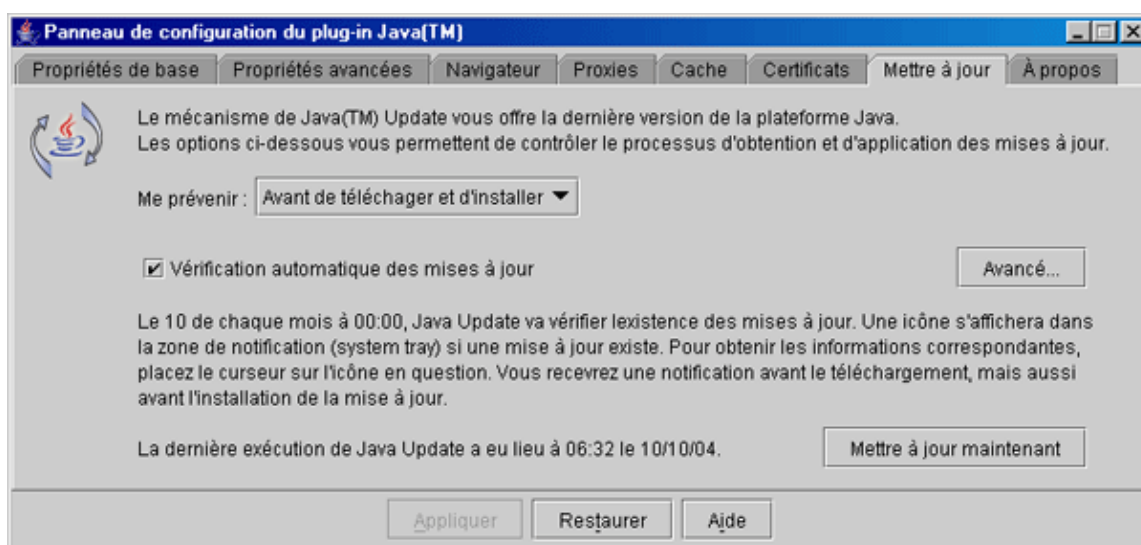 Panneau de configuration du plug-in Java(TM)
Propriétés de base Propriétés avancées Navigateur Proxies Cache Certificats Mettre à jour À propos
Le mécanisme de Java(TM) Update vous offre la dernière version de la plateforme Java.
Les options ci-dessous vous permettent de contrôler le processus d'obtention et d'application des mises à jour.
Me prévenir : Avant de téléchager et d'installer
Vérification automatique des mises à jour Avancé...
Le 10 de chaque mois à 00:00, Java Update va vérifier lexistence des mises à jour. Une icône s'affichera dans
la zone de notification (system tray) si une mise à jour existe. Pour obtenir les informations correspondantes,
placez le curseur sur l'icône en question. Vous recevrez une notification avant le téléchargement, mais aussi
avant l'installation de la mise à jour.
La dernière exécution de Java Update a eu lieu à 06:32 le 10/10/04. Mettre à jour maintenant
Appliquer Restaurer Aide